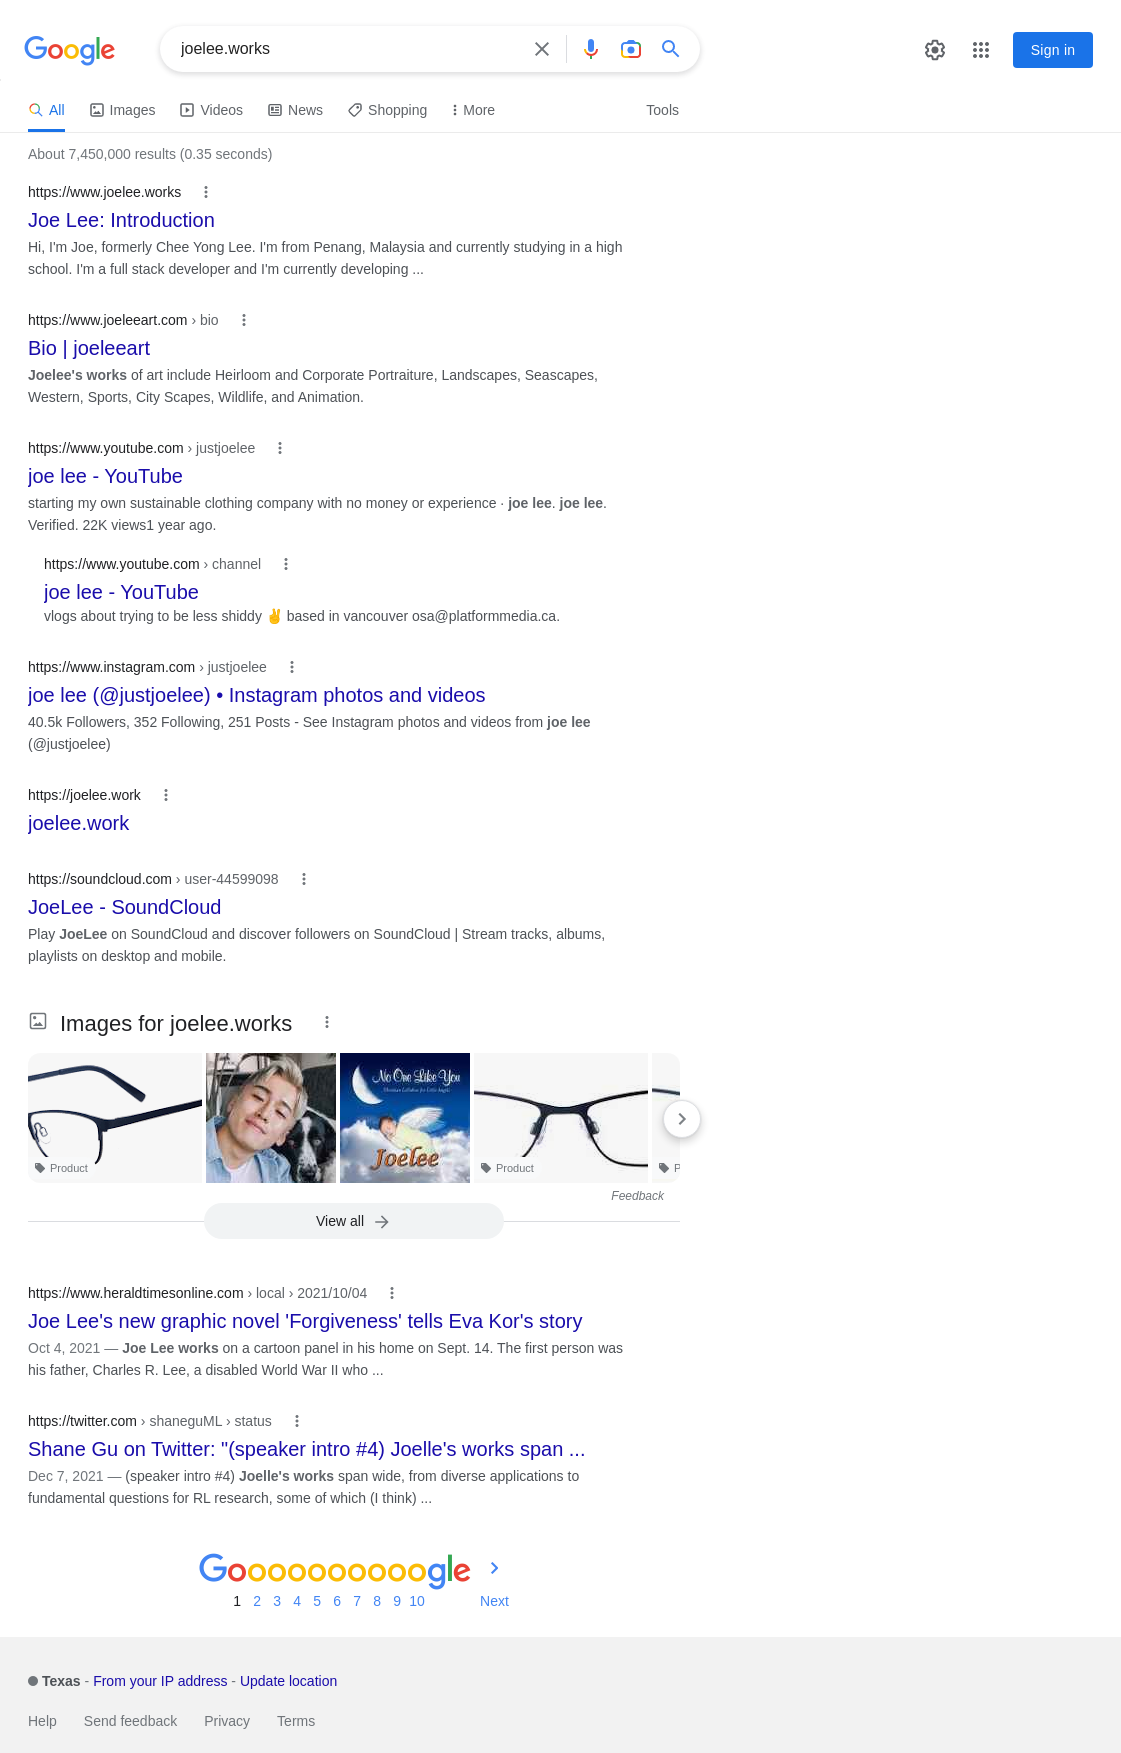 Google
joelee.works
Sign in
All
Images
Videos
News
Shopping
More
Tools
About 7,450,000 results (0.35 seconds)
https://www.joelee.works
Joe Lee: Introduction
Hi, I'm Joe, formerly Chee Yong Lee. I'm from Penang, Malaysia and currently studying in a high
school. I'm a full stack developer and I'm currently developing ...
https://www.joeleeart.com › bio
Bio | joeleeart
Joelee's works of art include Heirloom and Corporate Portraiture, Landscapes, Seascapes,
Western, Sports, City Scapes, Wildlife, and Animation.
https://www.youtube.com › justjoelee
joe lee - YouTube
starting my own sustainable clothing company with no money or experience · joe lee. joe lee.
Verified. 22K views1 year ago.
https://www.youtube.com › channel
joe lee - YouTube
vlogs about trying to be less shiddy ✌ based in vancouver osa@platformmedia.ca.
https://www.instagram.com › justjoelee
joe lee (@justjoelee) • Instagram photos and videos
40.5k Followers, 352 Following, 251 Posts - See Instagram photos and videos from joe lee
(@justjoelee)
https://joelee.work
joelee.work
https://soundcloud.com › user-44599098
JoeLee - SoundCloud
Play JoeLee on SoundCloud and discover followers on SoundCloud | Stream tracks, albums,
playlists on desktop and mobile.
Images for joelee.works
No One Like You
Joelee
Product
Product
P
Feedback
View all
https://www.heraldtimesonline.com › local › 2021/10/04
Joe Lee's new graphic novel 'Forgiveness' tells Eva Kor's story
Oct 4, 2021 — Joe Lee works on a cartoon panel in his home on Sept. 14. The first person was
his father, Charles R. Lee, a disabled World War II who ...
https://twitter.com › shaneguML › status
Shane Gu on Twitter: "(speaker intro #4) Joelle's works span ...
Dec 7, 2021 — (speaker intro #4) Joelle's works span wide, from diverse applications to
fundamental questions for RL research, some of which (I think) ...
Goooooooooogle
1 2 3 4 5 6 7 8 9 10 Next
Texas - From your IP address - Update location
Help Send feedback Privacy Terms